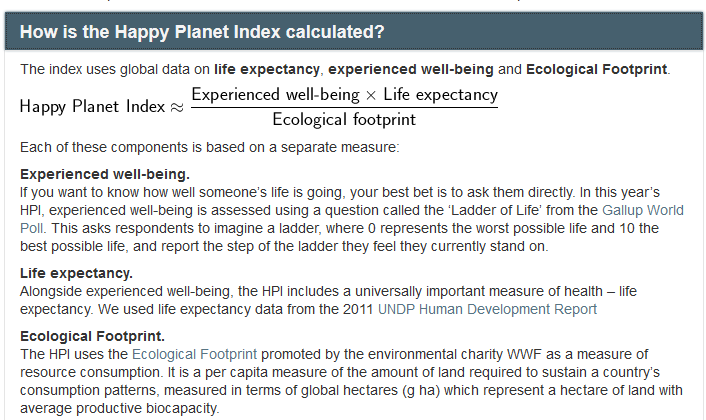 How is the Happy Planet Index calculated?
The index uses global data on life expectancy, experienced well-being and Ecological Footprint.
Happy Planet Index ≈ Experienced well-being × Life expectancy
Ecological footprint
Each of these components is based on a separate measure:
Experienced well-being.
If you want to know how well someone's life is going, your best bet is to ask them directly. In this year's
HPI, experienced well-being is assessed using a question called the ‘Ladder of Life’ from the Gallup World
Poll. This asks respondents to imagine a ladder, where 0 represents the worst possible life and 10 the
best possible life, and report the step of the ladder they feel they currently stand on.
Life expectancy.
Alongside experienced well-being, the HPI includes a universally important measure of health – life
expectancy. We used life expectancy data from the 2011 UNDP Human Development Report
Ecological Footprint.
The HPI uses the Ecological Footprint promoted by the environmental charity WWF as a measure of
resource consumption. It is a per capita measure of the amount of land required to sustain a country's
consumption patterns, measured in terms of global hectares (g ha) which represent a hectare of land with
average productive biocapacity.